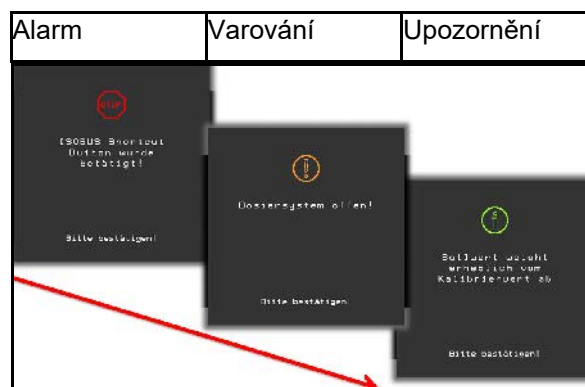 Alarm
Varování
Upozornění
STOP
ISOBUS Shortcut
Button wurde
betätigt!
Bitte bestätigen!
Dosiersystem offen!
Bitte bestätigen!
Sollwert weicht
erheblich vom
Kalibrierwert ab
Bitte bestätigen!